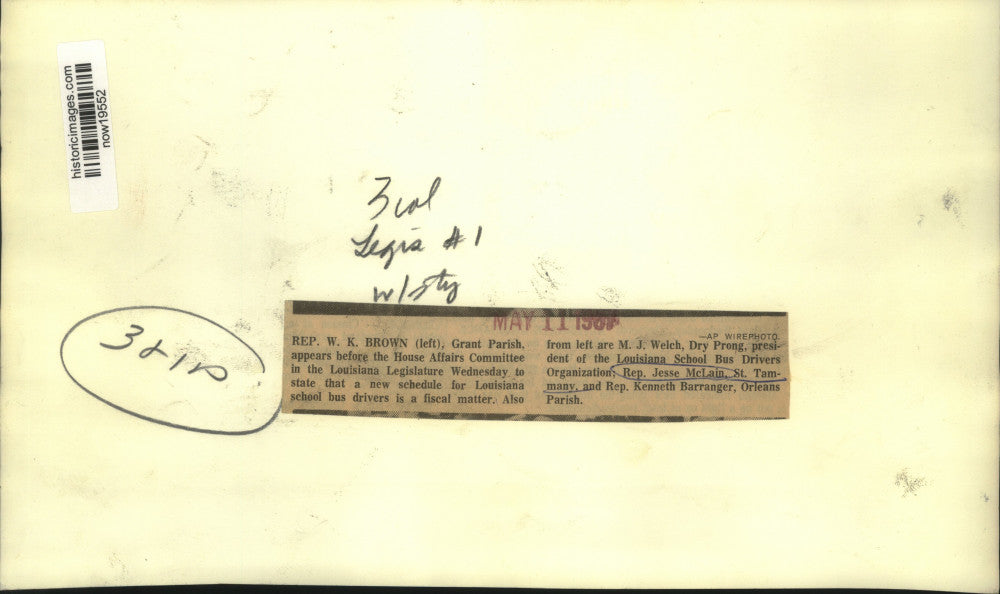 historicimages.com
now19552
3 col
Legis #1
w/sty
MAY 11
—AP WIREPHOTO.
REP. W. K. BROWN (left), Grant Parish,
appears before the House Affairs Committee
in the Louisiana Legislature Wednesday to
state that a new schedule for Louisiana
school bus drivers is a fiscal matter. Also
from left are M. J. Welch, Dry Prong, presi-
dent of the Louisiana School Bus Drivers
Organization; Rep. Jesse McLain, St. Tam-
many, and Rep. Kenneth Barranger, Orleans
Parish.